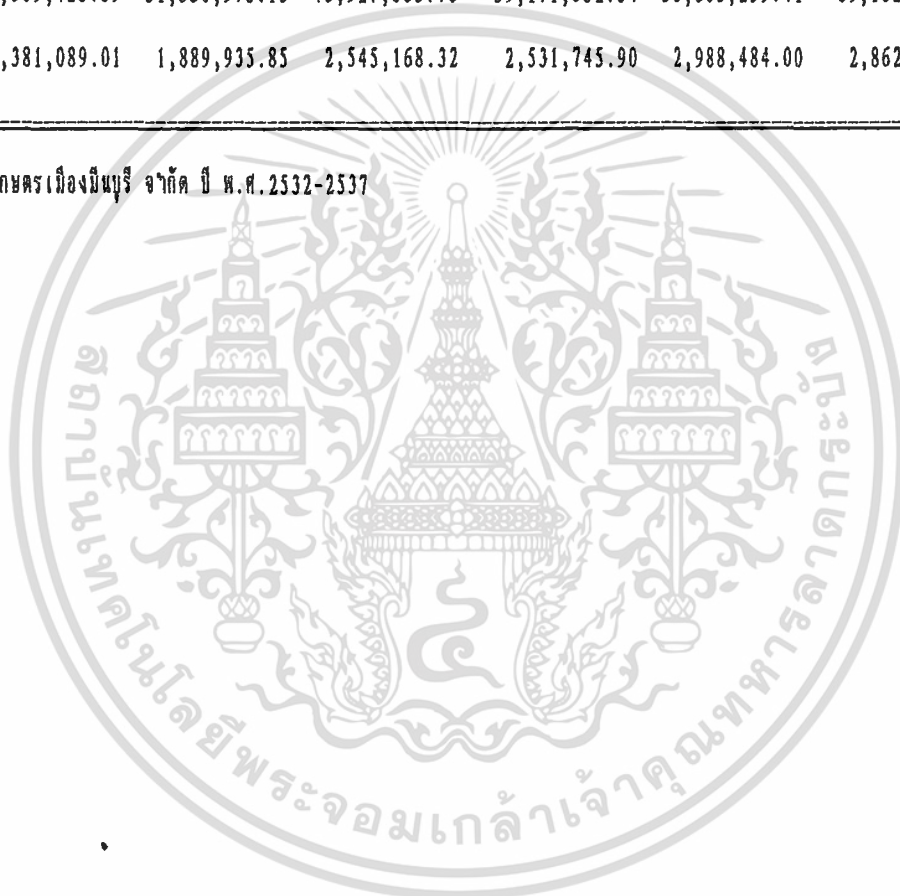 ,381,089.01 1,889,935.85 2,545,168.32 2,531,745.90 2,988,484.00 2,862
กษตรเมืองมีนบุรี จำกัด ปี พ.ศ.2532-2537
สถาบันเทคโนโลยีพระจอมเกล้าเจ้าคุณทหารลาดกระบัง